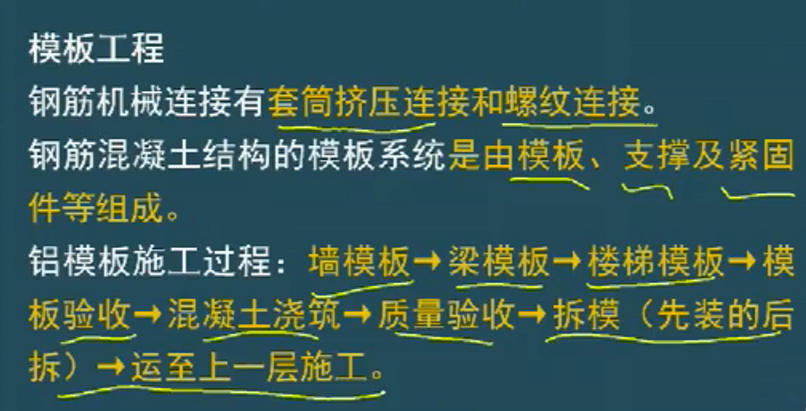 模板工程
钢筋机械连接有套筒挤压连接和螺纹连接。
钢筋混凝土结构的模板系统是由模板、支撑及紧固
件等组成。
铝模板施工过程：墙模板→梁模板→楼梯模板→模
板验收→混凝土浇筑→质量验收→拆模（先装的后
拆）→运至上一层施工。